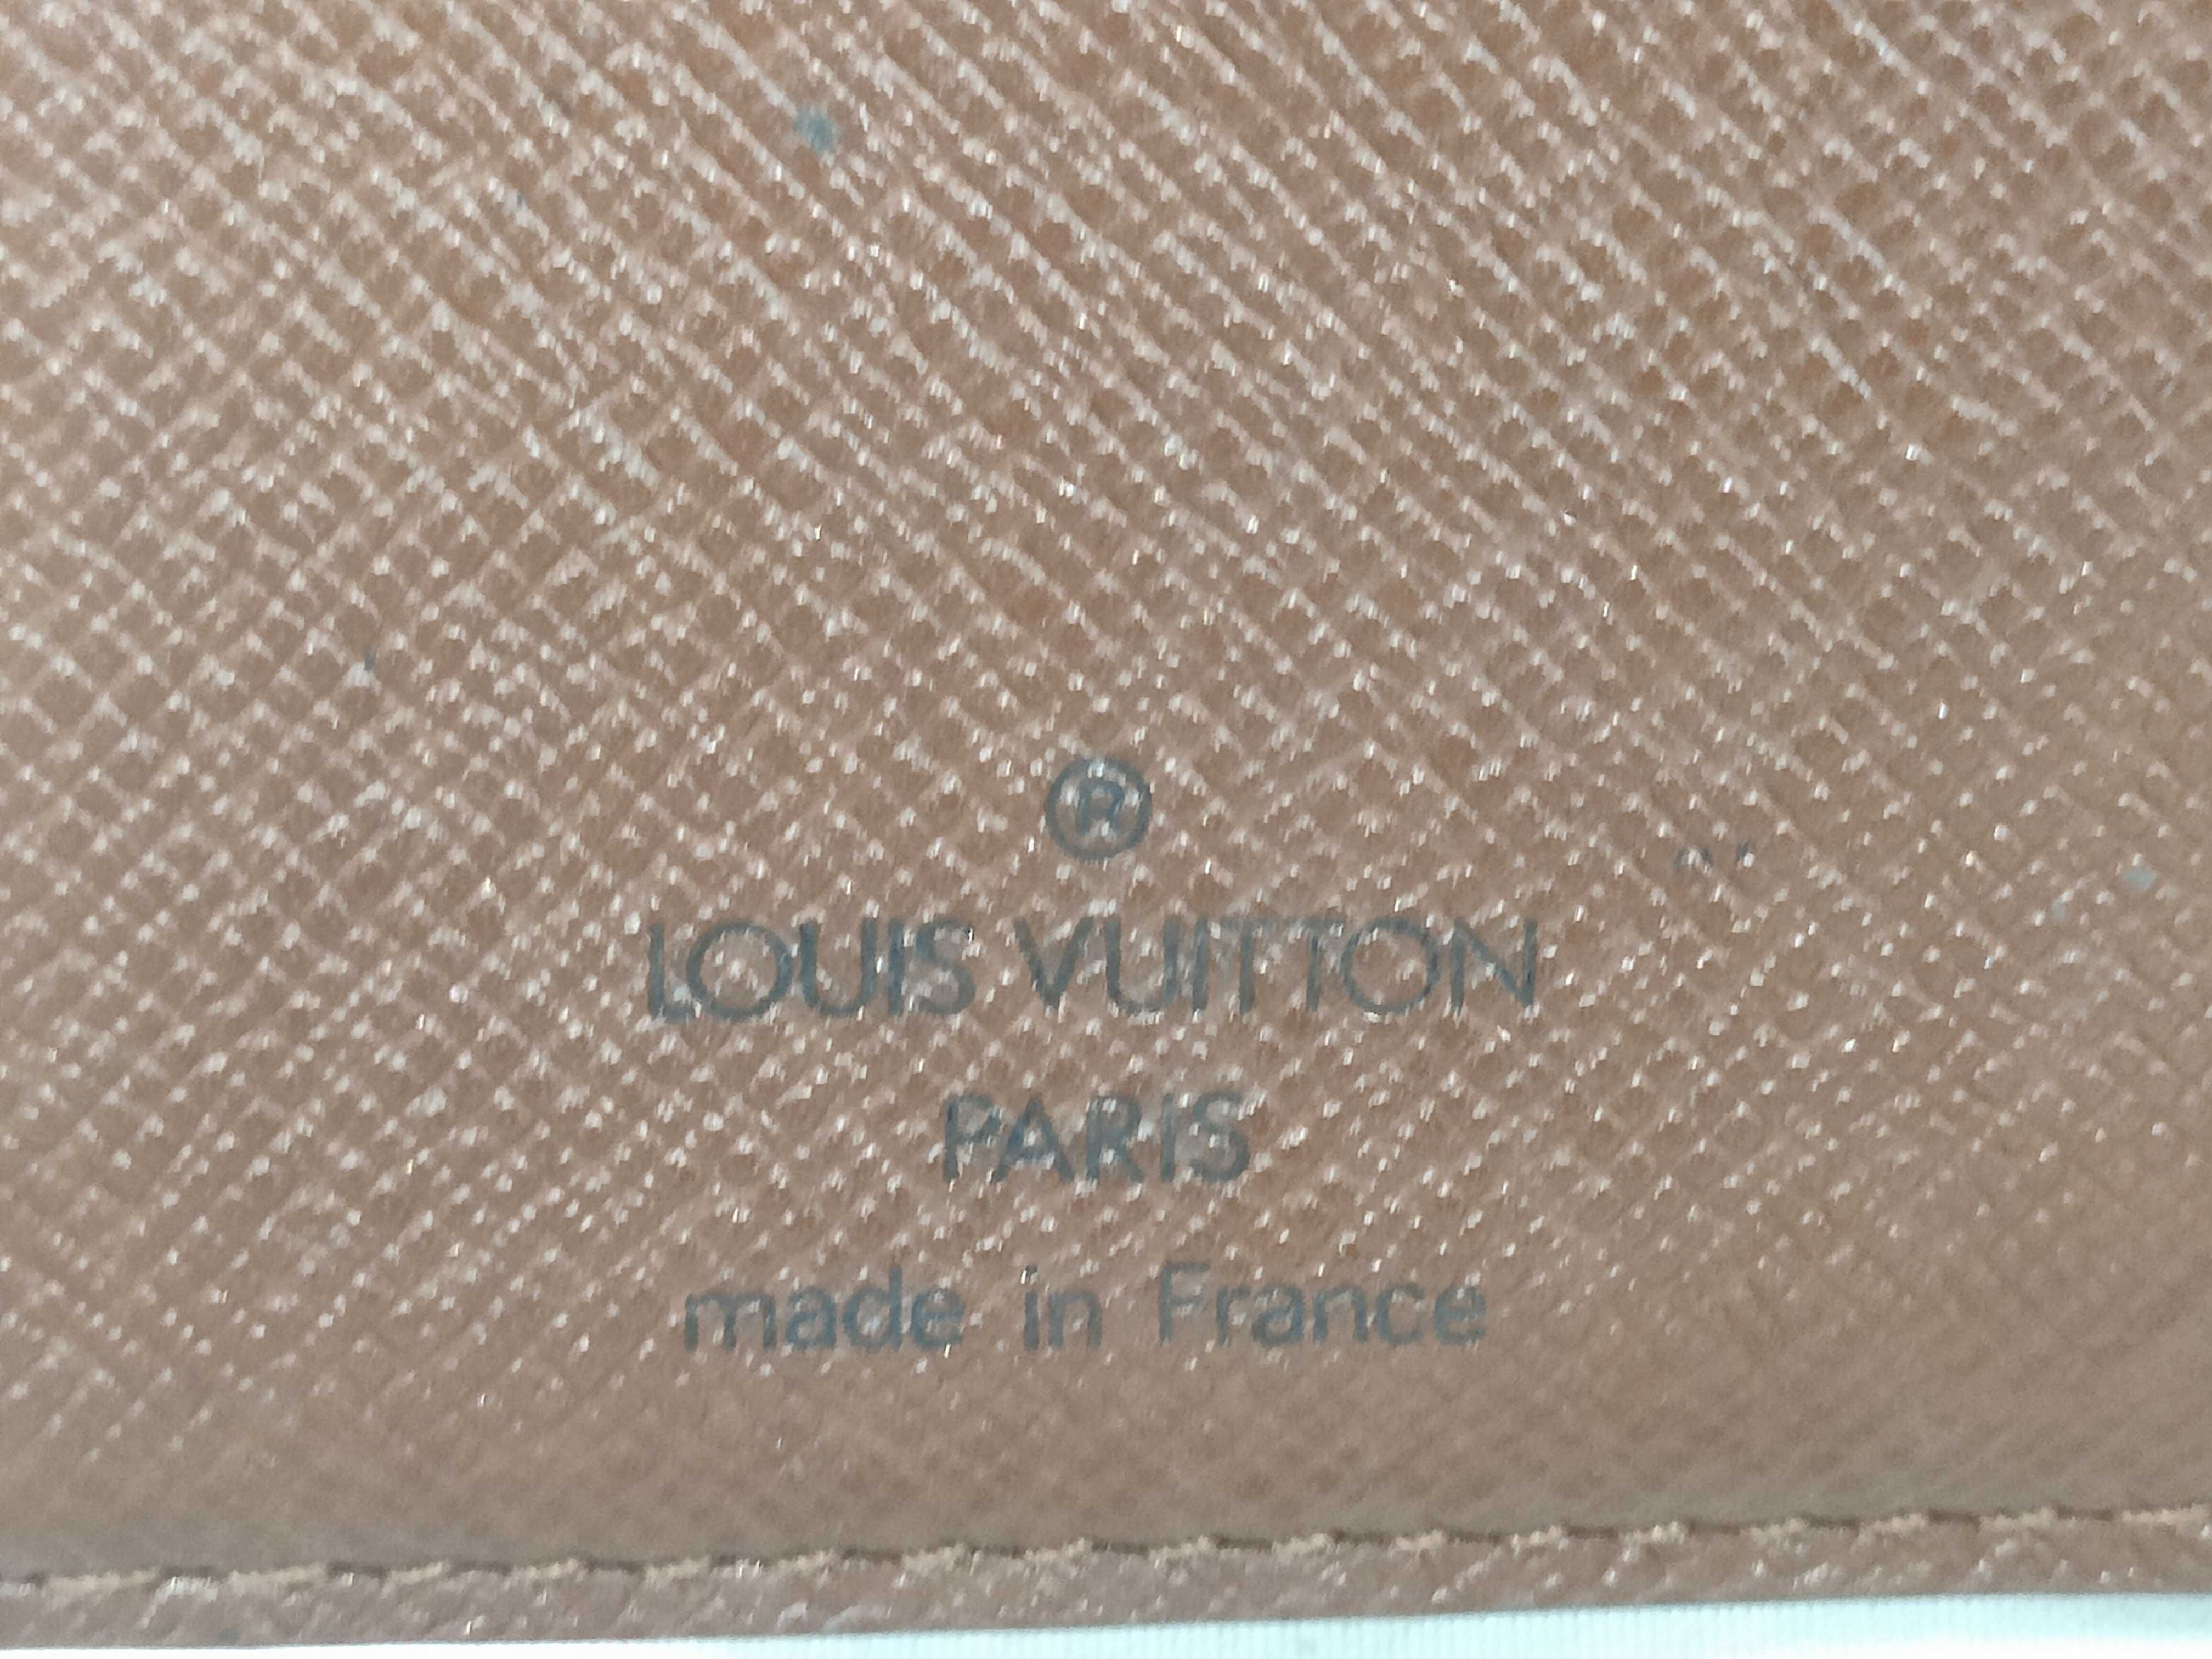 ®
LOUIS VUITTON
PARIS
made in France